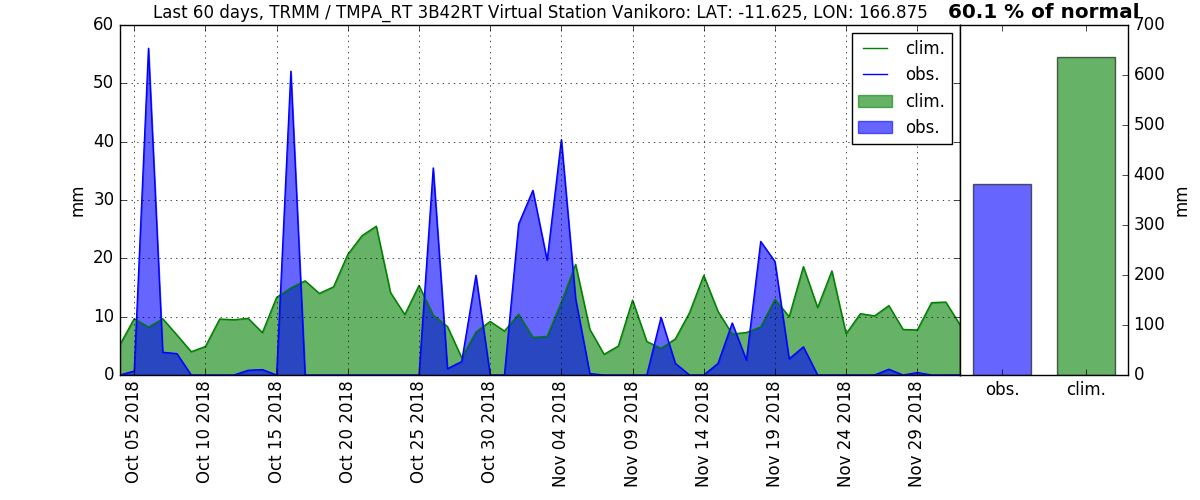 Last 60 days, TRMM / TMPA_RT 3B42RT Virtual Station Vanikoro: LAT: -11.625, LON: 166.875
60.1 % of normal
60
50
40
30
20
10
0
mm
clim.
obs.
clim.
obs.
Oct 05 2018
Oct 10 2018
Oct 15 2018
Oct 20 2018
Oct 25 2018
Oct 30 2018
Nov 04 2018
Nov 09 2018
Nov 14 2018
Nov 19 2018
Nov 24 2018
Nov 29 2018
700
600
500
400
300
200
100
0
mm
obs.
clim.